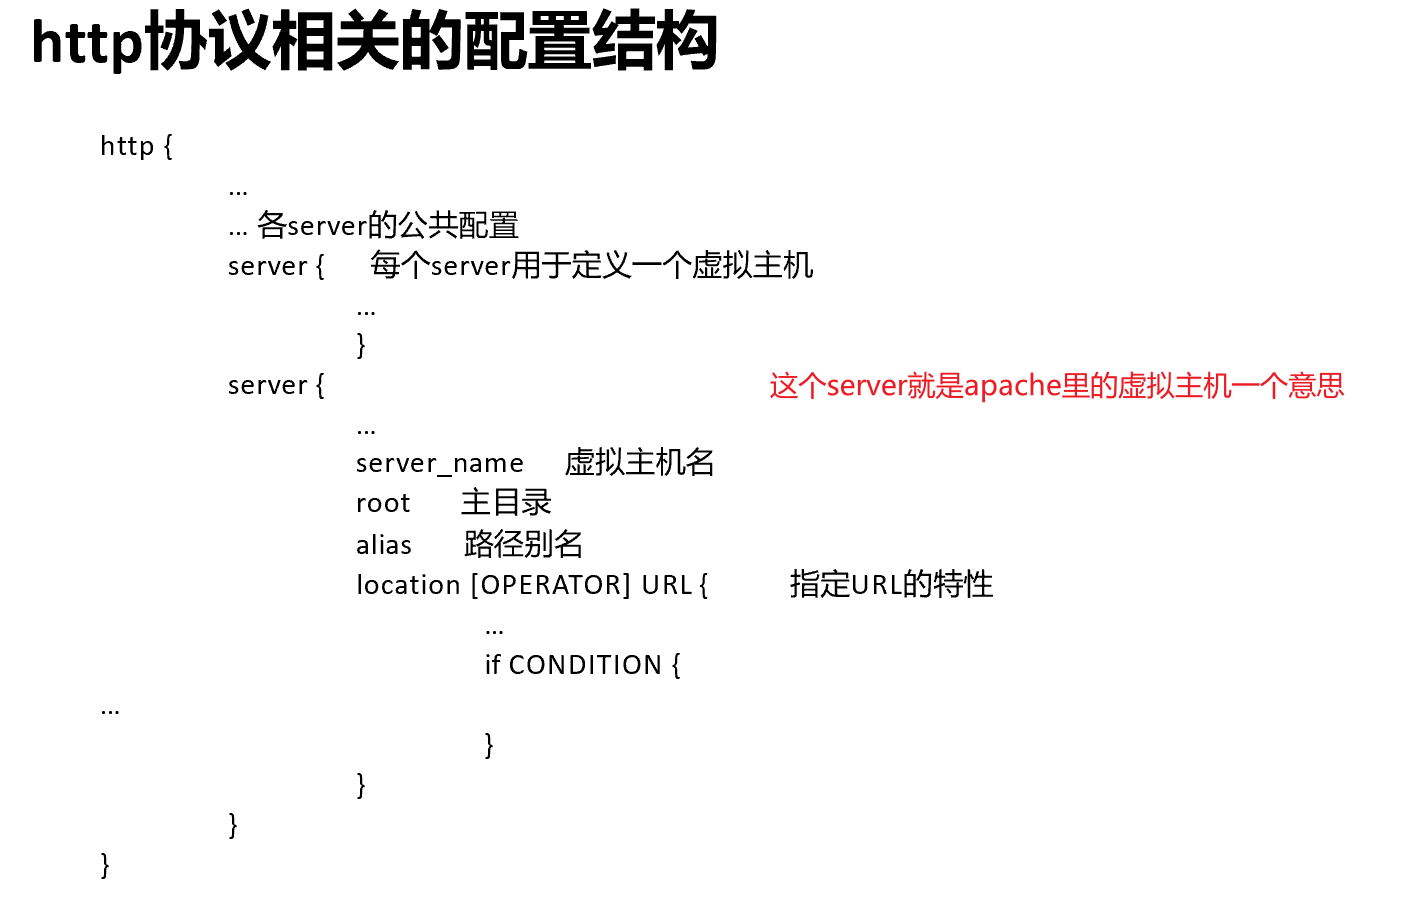 http协议相关的配置结构
http {
...
... 各server的公共配置
server { 每个server用于定义一个虚拟主机
...
}
server { 这个server就是apache里的虚拟主机一个意思
...
server_name 虚拟主机名
root 主目录
alias 路径别名
location [OPERATOR] URL { 指定URL的特性
...
if CONDITION {
...
}
}
}
}